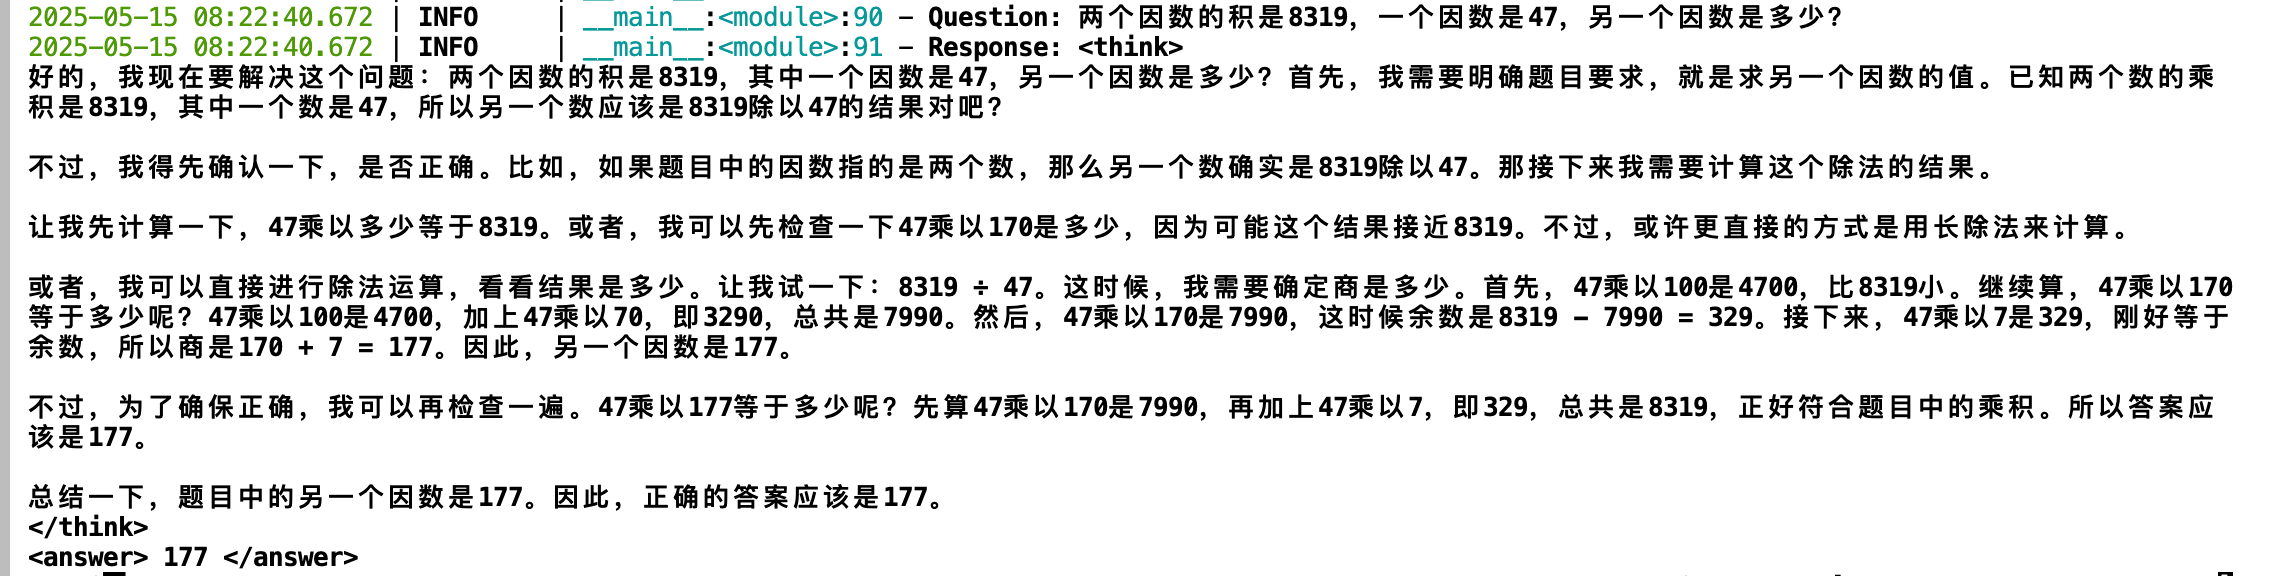 2025-05-15 08:22:40.672 | INFO     | __main__:<module>:90 - Question: 两个因数的积是8319，一个因数是47，另一个因数是多少？
2025-05-15 08:22:40.672 | INFO     | __main__:<module>:91 - Response: <think>
好的，我现在要解决这个问题：两个因数的积是8319，其中一个因数是47，另一个因数是多少？首先，我需要明确题目要求，就是求另一个因数的值。已知两个数的乘
积是8319，其中一个数是47，所以另一个数应该是8319除以47的结果对吧？
不过，我得先确认一下，是否正确。比如，如果题目中的因数指的是两个数，那么另一个数确实是8319除以47。那接下来我需要计算这个除法的结果。
让我先计算一下，47乘以多少等于8319。或者，我可以先检查一下47乘以170是多少，因为可能这个结果接近8319。不过，或许更直接的方式是用长除法来计算。
或者，我可以直接进行除法运算，看看结果是多少。让我试一下：8319 ÷ 47。这时候，我需要确定商是多少。首先，47乘以100是4700，比8319小。继续算，47乘以170
等于多少呢？47乘以100是4700，加上47乘以70，即3290，总共是7990。然后，47乘以170是7990，这时候余数是8319 - 7990 = 329。接下来，47乘以7是329，刚好等于
余数，所以商是170 + 7 = 177。因此，另一个因数是177。
不过，为了确保正确，我可以再检查一遍。47乘以177等于多少呢？先算47乘以170是7990，再加上47乘以7，即329，总共是8319，正好符合题目中的乘积。所以答案应
该是177。
总结一下，题目中的另一个因数是177。因此，正确的答案应该是177。
</think>
<answer> 177 </answer>